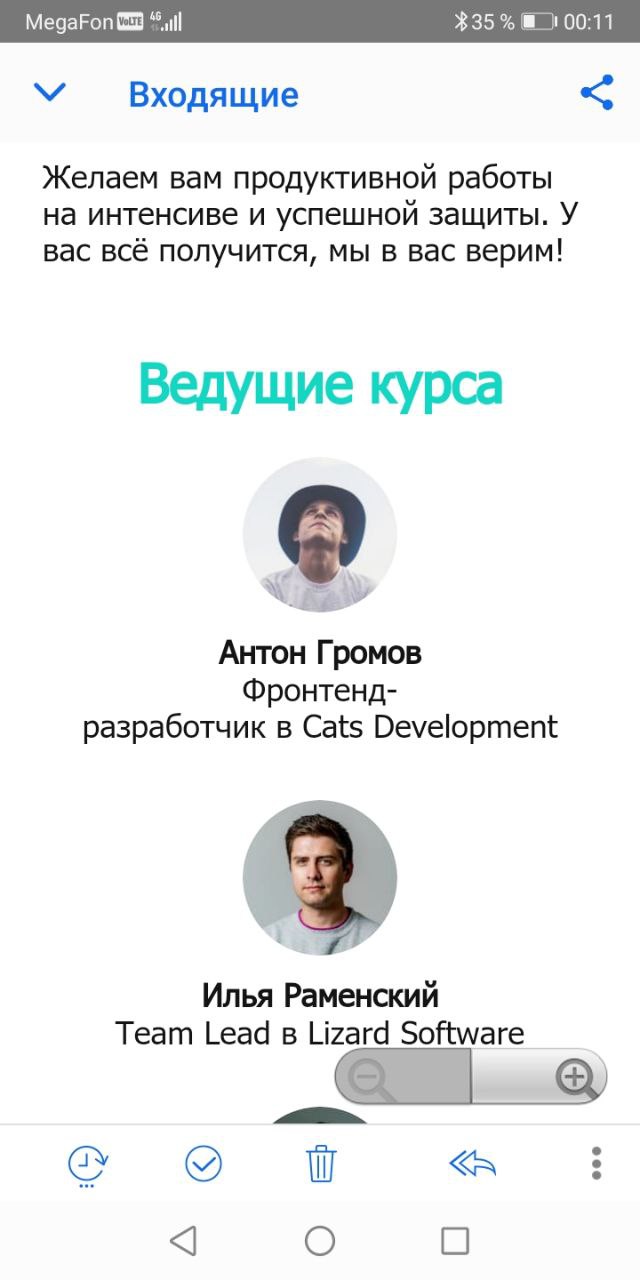 MegaFon VoLTE 4G 35 % 00:11
Входящие
Желаем вам продуктивной работы
на интенсиве и успешной защиты. У
вас всё получится, мы в вас верим!
Ведущие курса
Антон Громов
Фронтенд-
разработчик в Cats Development
Илья Раменский
Team Lead в Lizard Software